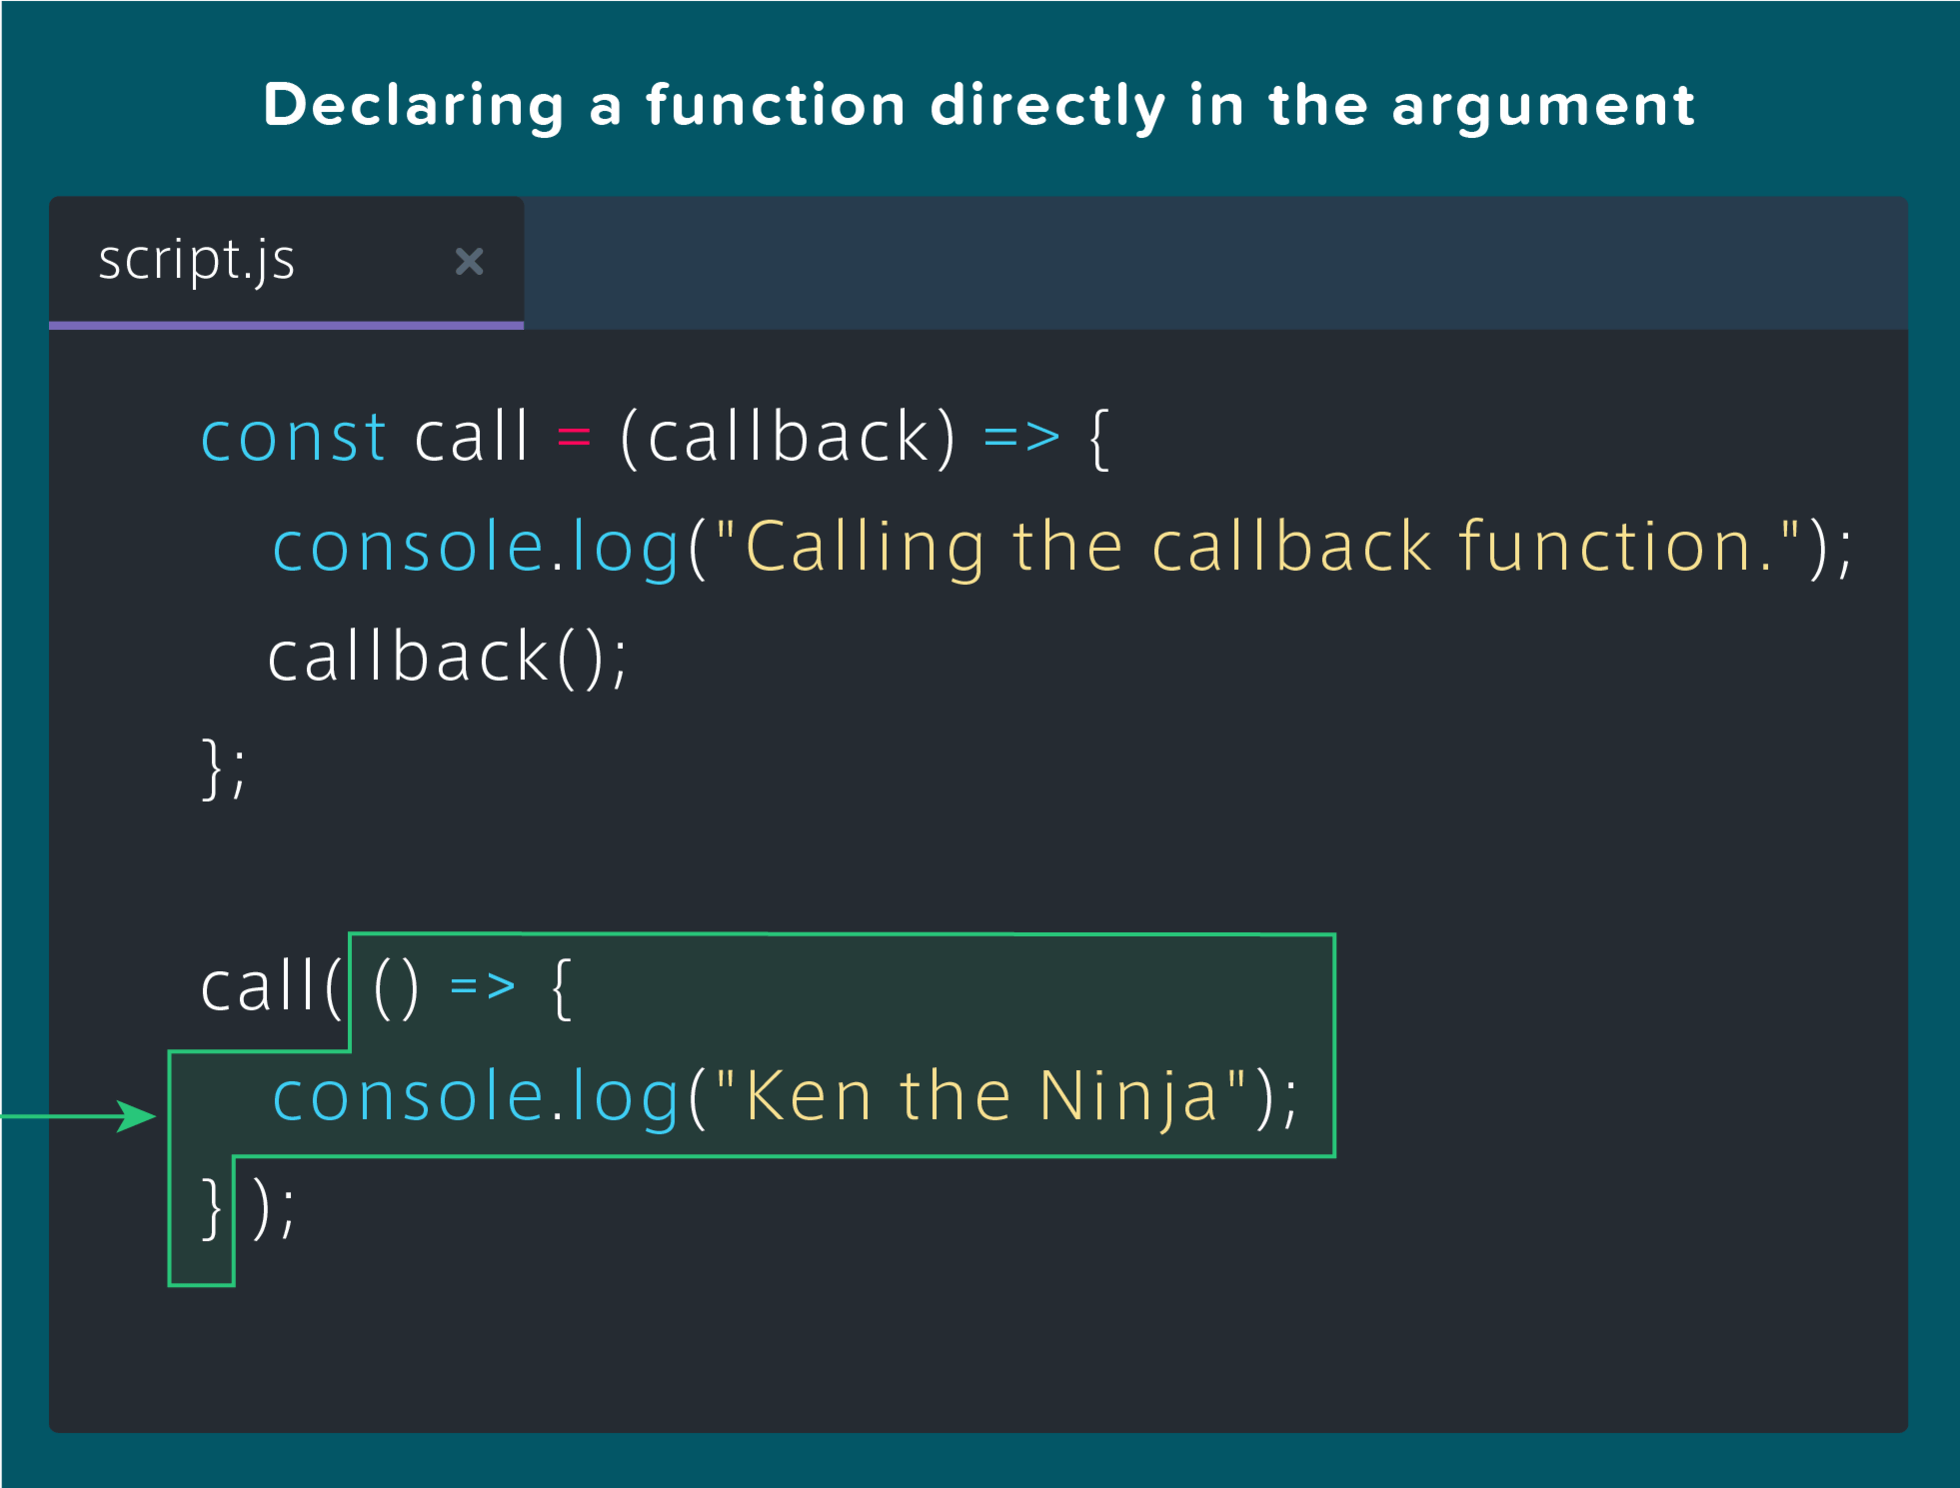 Declaring a function directly in the argument
script.js
const call = (callback) => {
console.log("Calling the callback function.");
callback();
};
call( () => {
console.log("Ken the Ninja");
} );